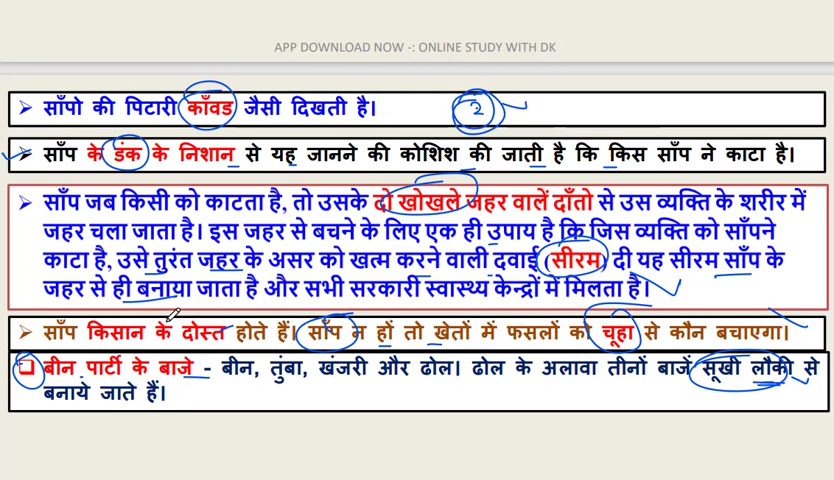 APP DOWNLOAD NOW -: ONLINE STUDY WITH DK
➢ साँपो की पिटारी काँवड जैसी दिखती है। 2
➢ साँप के डंक के निशान से यह जानने की कोशिश की जाती है कि किस साँप ने काटा है।
➢ साँप जब किसी को काटता है, तो उसके दो खोखले जहर वालें दाँतो से उस व्यक्ति के शरीर में
जहर चला जाता है। इस जहर से बचने के लिए एक ही उपाय है कि जिस व्यक्ति को साँपने
काटा है, उसे तुरंत जहर के असर को खत्म करने वाली दवाई (सीरम) दी यह सीरम साँप के
जहर से ही बनाया जाता है और सभी सरकारी स्वास्थ्य केन्द्रों में मिलता है।
➢ साँप किसान के दोस्त होते हैं। साँप न हों तो खेतों में फसलों को चूहा से कौन बचाएगा।
❑ बीन पार्टी के बाजे - बीन, तुंबा, खंजरी और ढोल। ढोल के अलावा तीनों बाजें सूखी लौकी से
बनाये जाते हैं।